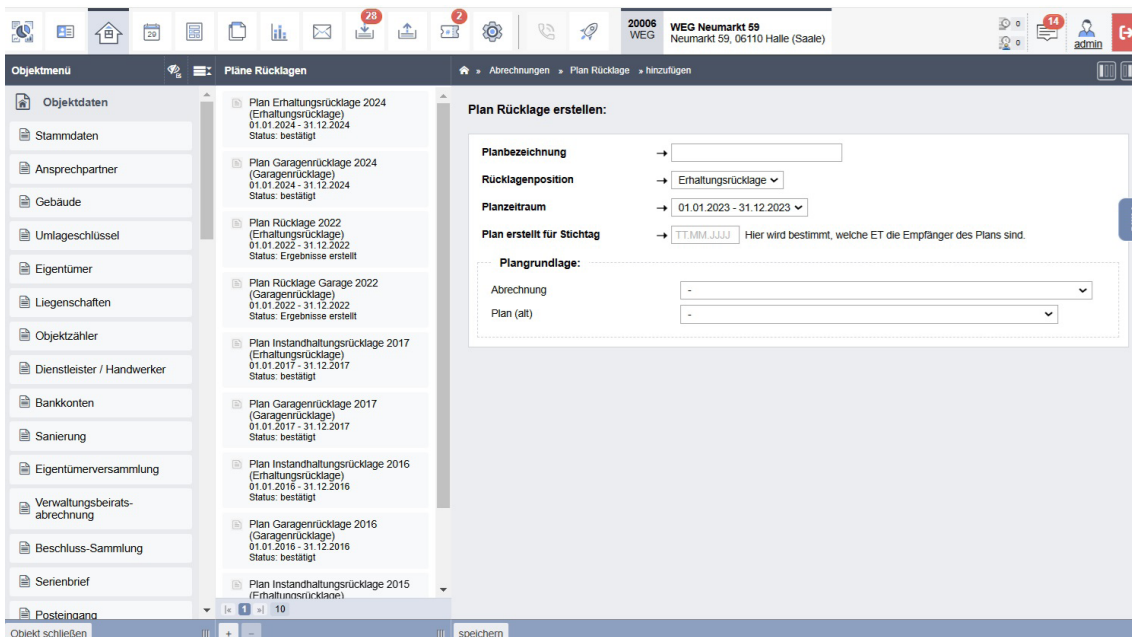 28
2
20006
WEG
WEG Neumarkt 59
Neumarkt 59, 06110 Halle (Saale)
0
0
14
admin
29
Objektmenü
Pläne Rücklagen
» Abrechnungen » Plan Rücklage » hinzufügen
Objektdaten
Stammdaten
Ansprechpartner
Gebäude
Umlageschlüssel
Eigentümer
Liegenschaften
Objektzähler
Dienstleister / Handwerker
Bankkonten
Sanierung
Eigentümerversammlung
Verwaltungsbeirats-
abrechnung
Beschluss-Sammlung
Serienbrief
Posteingang
Objekt schließen
Plan Erhaltungsrücklage 2024
(Erhaltungsrücklage)
01.01.2024 - 31.12.2024
Status: bestätigt
Plan Garagenrücklage 2024
(Garagenrücklage)
01.01.2024 - 31.12.2024
Status: bestätigt
Plan Rücklage 2022
(Erhaltungsrücklage)
01.01.2022 - 31.12.2022
Status: Ergebnisse erstellt
Plan Rücklage Garage 2022
(Garagenrücklage)
01.01.2022 - 31.12.2022
Status: Ergebnisse erstellt
Plan Instandhaltungsrücklage 2017
(Erhaltungsrücklage)
01.01.2017 - 31.12.2017
Status: bestätigt
Plan Garagenrücklage 2017
(Garagenrücklage)
01.01.2017 - 31.12.2017
Status: bestätigt
Plan Instandhaltungsrücklage 2016
(Erhaltungsrücklage)
01.01.2016 - 31.12.2016
Status: bestätigt
Plan Garagenrücklage 2016
(Garagenrücklage)
01.01.2016 - 31.12.2016
Status: bestätigt
Plan Instandhaltungsrücklage 2015
(Erhaltungsrücklage)
|« 1 »| 10
+ -
Plan Rücklage erstellen:
Planbezeichnung →
Rücklagenposition → Erhaltungsrücklage
Planzeitraum → 01.01.2023 - 31.12.2023
Plan erstellt für Stichtag → TT.MM.JJJJ Hier wird bestimmt, welche ET die Empfänger des Plans sind.
Plangrundlage:
Abrechnung -
Plan (alt) -
speichern